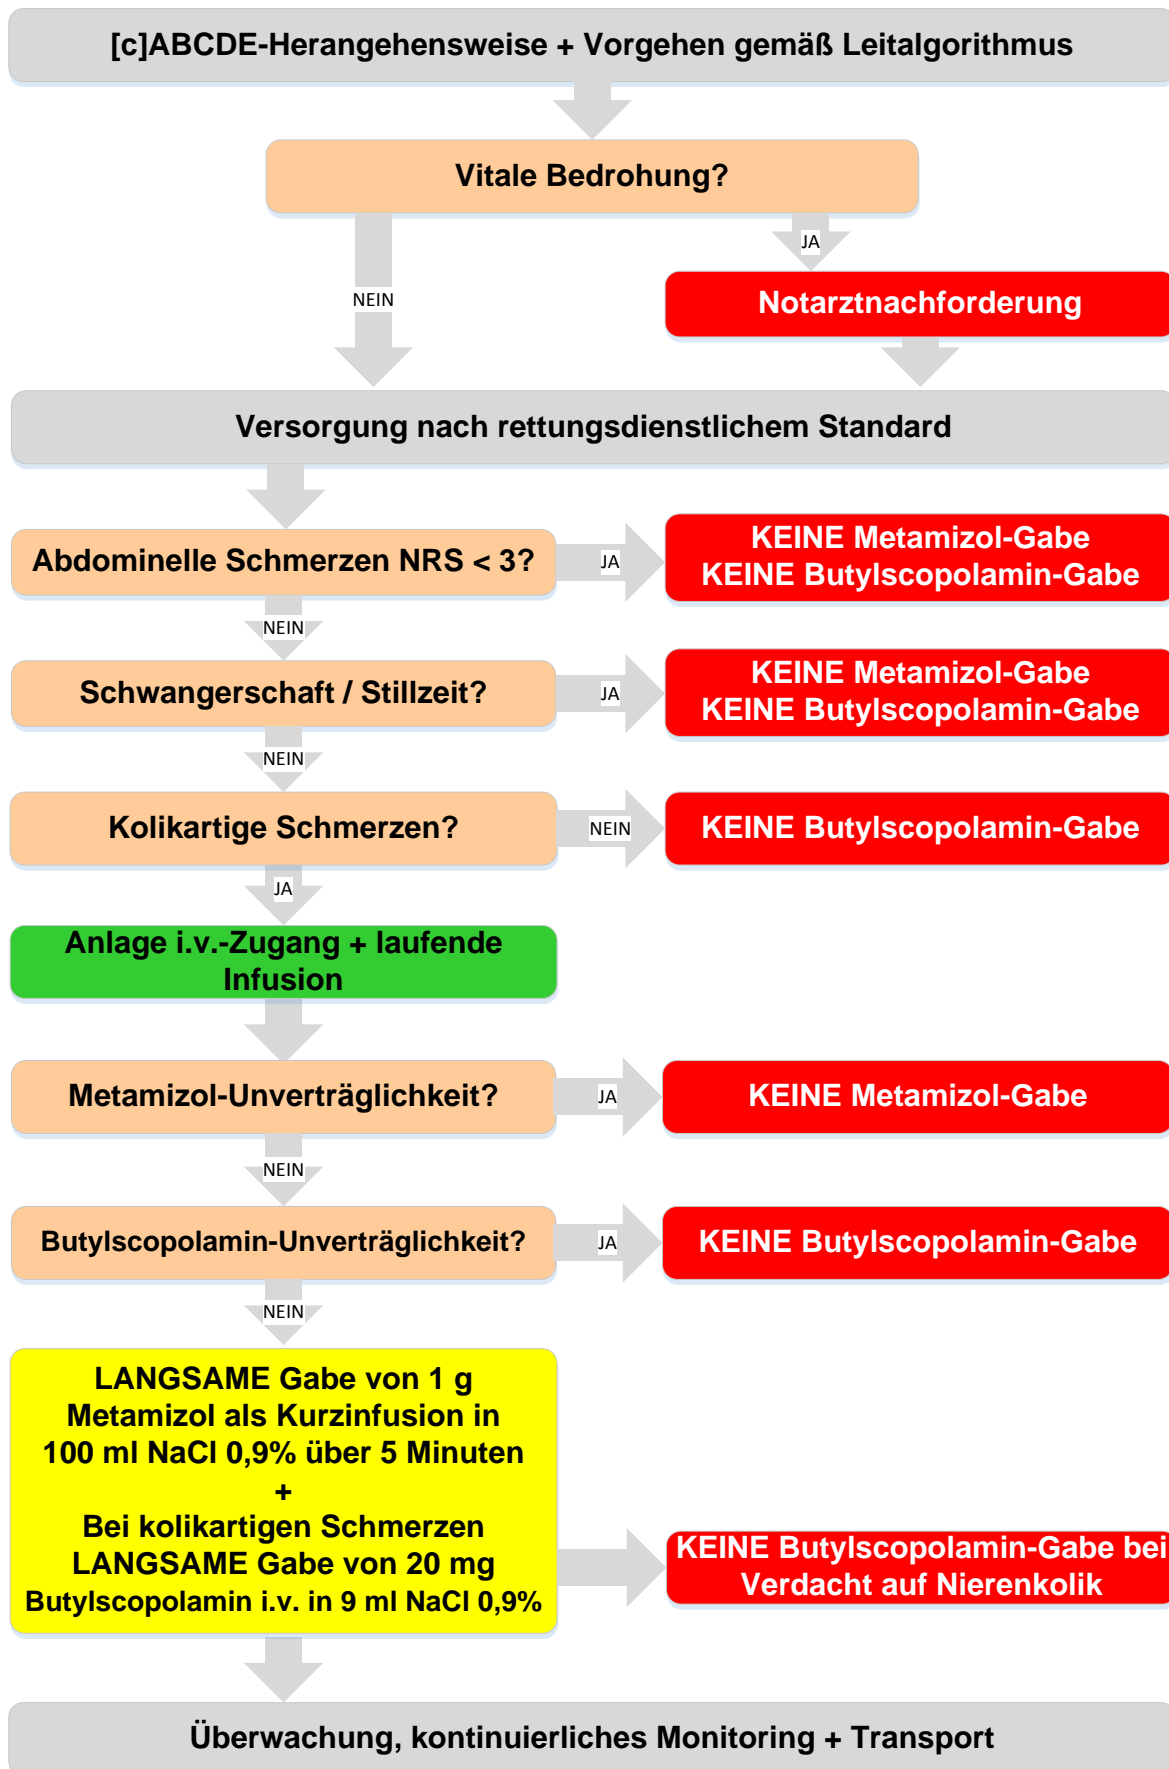 [c]ABCDE-Herangehensweise + Vorgehen gemäß Leitalgorithmus
Vitale Bedrohung?
JA
NEIN
Notarztnachforderung
Versorgung nach rettungsdienstlichem Standard
Abdominelle Schmerzen NRS < 3?
JA
KEINE Metamizol-Gabe
KEINE Butylscopolamin-Gabe
NEIN
Schwangerschaft / Stillzeit?
JA
KEINE Metamizol-Gabe
KEINE Butylscopolamin-Gabe
NEIN
Kolikartige Schmerzen?
NEIN
KEINE Butylscopolamin-Gabe
JA
Anlage i.v.-Zugang + laufende
Infusion
Metamizol-Unverträglichkeit?
JA
KEINE Metamizol-Gabe
NEIN
Butylscopolamin-Unverträglichkeit?
JA
KEINE Butylscopolamin-Gabe
NEIN
LANGSAME Gabe von 1 g
Metamizol als Kurzinfusion in
100 ml NaCl 0,9% über 5 Minuten
+
Bei kolikartigen Schmerzen
LANGSAME Gabe von 20 mg
Butylscopolamin i.v. in 9 ml NaCl 0,9%
KEINE Butylscopolamin-Gabe bei
Verdacht auf Nierenkolik
Überwachung, kontinuierliches Monitoring + Transport